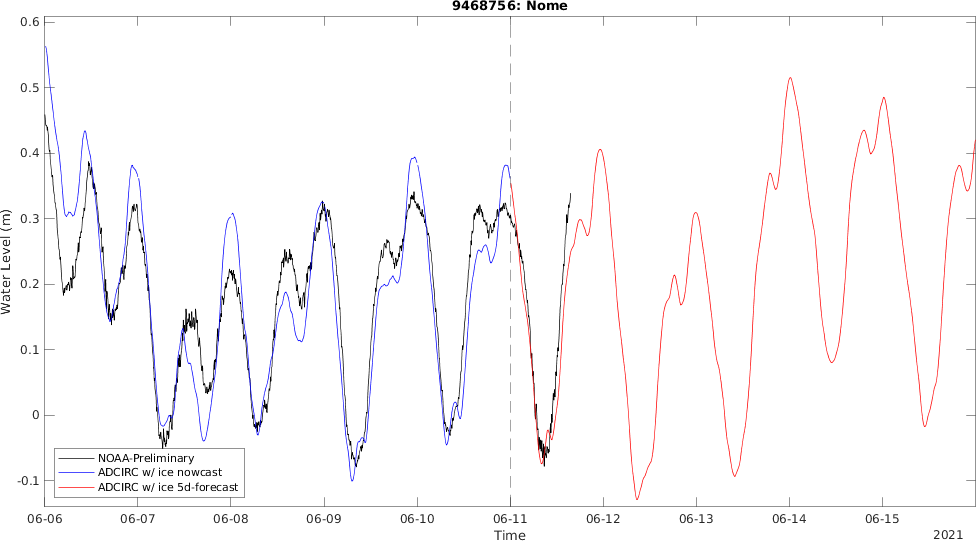 9468756: Nome
Water Level (m)
0.6
0.5
0.4
0.3
0.2
0.1
0
-0.1
NOAA-Preliminary
ADCIRC w/ ice nowcast
ADCIRC w/ ice 5d-forecast
06-06 06-07 06-08 06-09 06-10 06-11 06-12 06-13 06-14 06-15
Time
2021